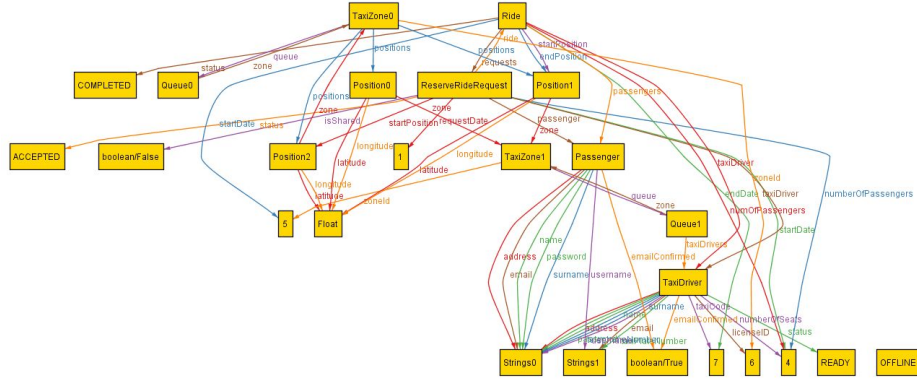 TaxiZone0
Ride
ride
startPosition
positions
positions
requests
endPosition
queue
status
zone
COMPLETED
Queue0
Position0
ReserveRideRequest
Position1
passengers
positions
zone
zone
startDate
status
isShared
startPosition
requestDate
passenger
zone
ACCEPTED
boolean/False
Position2
1
TaxiZone1
Passenger
latitude
longitude
latitude
longitude
taxiDriver
zoneId
longitude
latitude
zoneId
queue
zone
endDate
taxiDriver
numberOfPassengers
numOfPassengers
5
Float
Queue1
startDate
name
address
password
email
surname
username
emailConfirmed
taxiDrivers
TaxiDriver
surname
name
taxiCode
address
email
emailConfirmed
numberOfSeats
licenseID
status
Strings0
Strings1
boolean/True
7
6
4
READY
OFFLINE